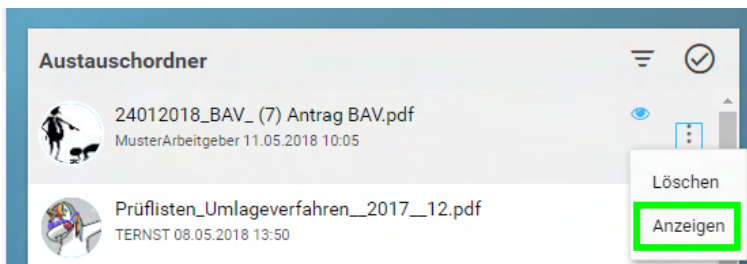 Austauschordner
24012018_BAV_ (7) Antrag BAV.pdf
MusterArbeitgeber 11.05.2018 10:05
Löschen
Prüflisten_Umlageverfahren__2017__12.pdf
Anzeigen
TERNST 08.05.2018 13:50